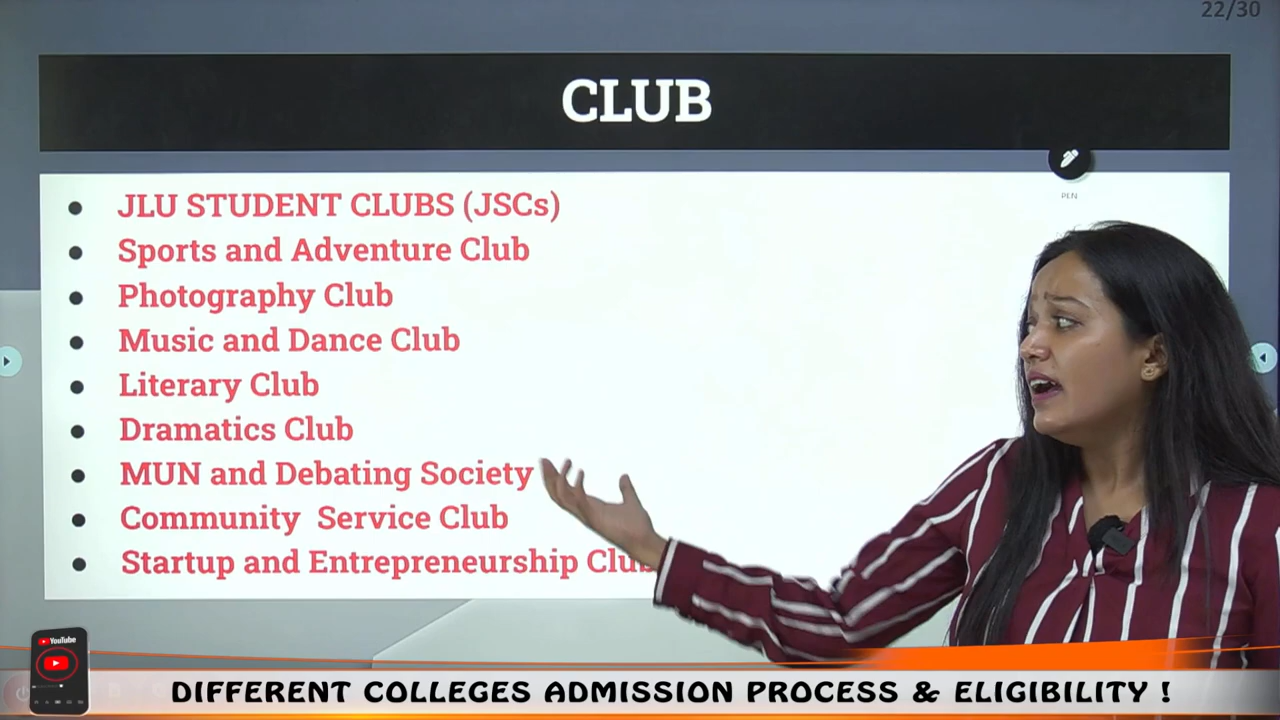 22/30
CLUB
PEN
JLU STUDENT CLUBS (JSCs)
Sports and Adventure Club
Photography Club
Music and Dance Club
Literary Club
Dramatics Club
MUN and Debating Society
Community Service Club
Startup and Entrepreneurship Club
YouTube
DIFFERENT COLLEGES ADMISSION PROCESS & ELIGIBILITY !